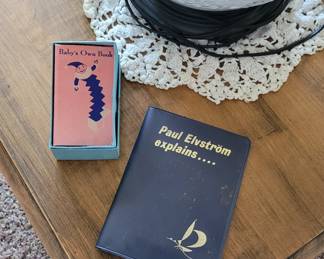 Baby's Own Book
Paul Elvström
explains....